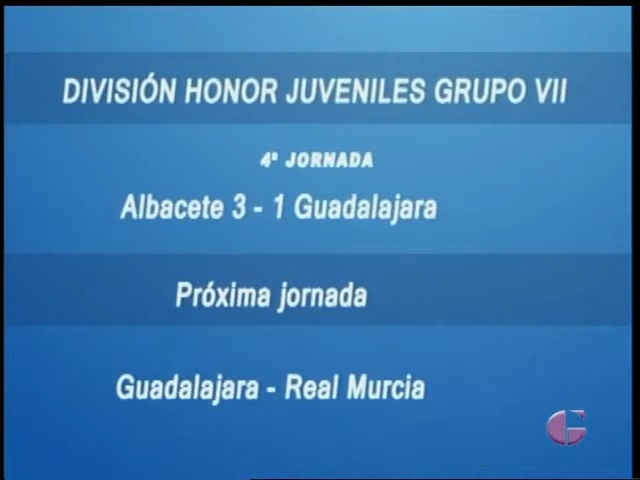 DIVISIÓN HONOR JUVENILES GRUPO VII
4ª JORNADA
Albacete 3 - 1 Guadalajara
Próxima jornada
Guadalajara - Real Murcia